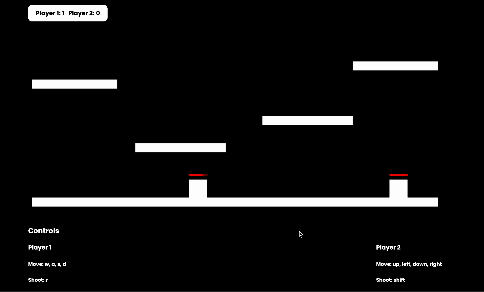 Player 1: 1 Player 2: 0
Controls
Player 1
Player 2
Move: w, a, s, d
Move: up, left, down, right
Shoot: r
Shoot: shift